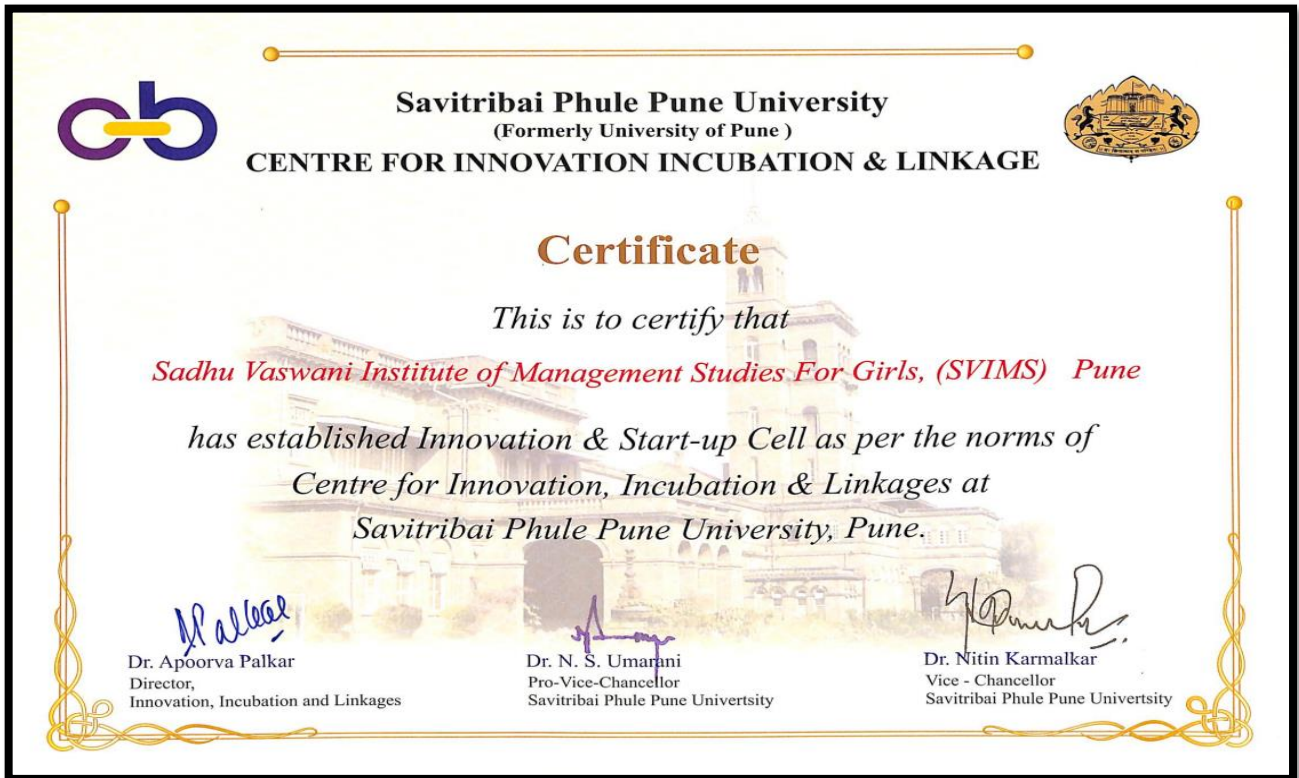 Savitribai Phule Pune University
(Formerly University of Pune )
CENTRE FOR INNOVATION INCUBATION & LINKAGE
Certificate
This is to certify that
Sadhu Vaswani Institute of Management Studies For Girls, (SVIMS) Pune
has established Innovation & Start-up Cell as per the norms of
Centre for Innovation, Incubation & Linkages at
Savitribai Phule Pune University, Pune.
Dr. Apoorva Palkar
Director,
Innovation, Incubation and Linkages
Dr. N. S. Umarani
Pro-Vice-Chancellor
Savitribai Phule Pune Univertsity
Dr. Nitin Karmalkar
Vice - Chancellor
Savitribai Phule Pune Univertsity